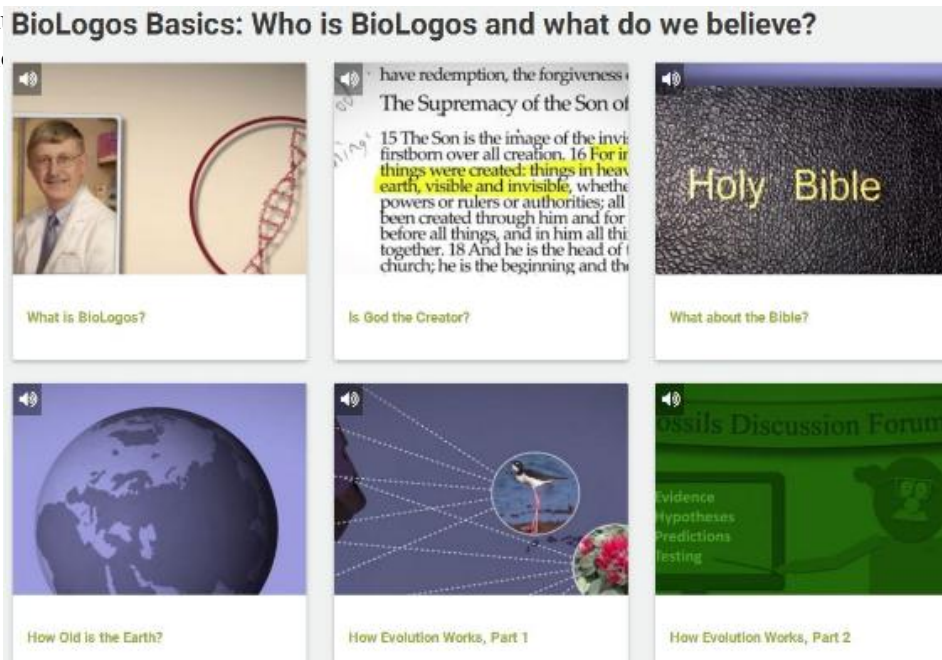 BioLogos Basics: Who is BioLogos and what do we believe?
have redemption, the forgiveness
The Supremacy of the Son of
15 The Son is the image of the invi
firstborn over all creation. 16 For in
things were created: things in heav
earth, visible and invisible, whethe
powers or rulers or authorities; all
been created through him and for
before all things, and in him all thi
together. 18 And he is the head of
church; he is the beginning and the
Holy Bible
What is BioLogos?
Is God the Creator?
What about the Bible?
ossils Discussion Forum
Evidence
Hypotheses
Predictions
Testing
How Old is the Earth?
How Evolution Works, Part 1
How Evolution Works, Part 2